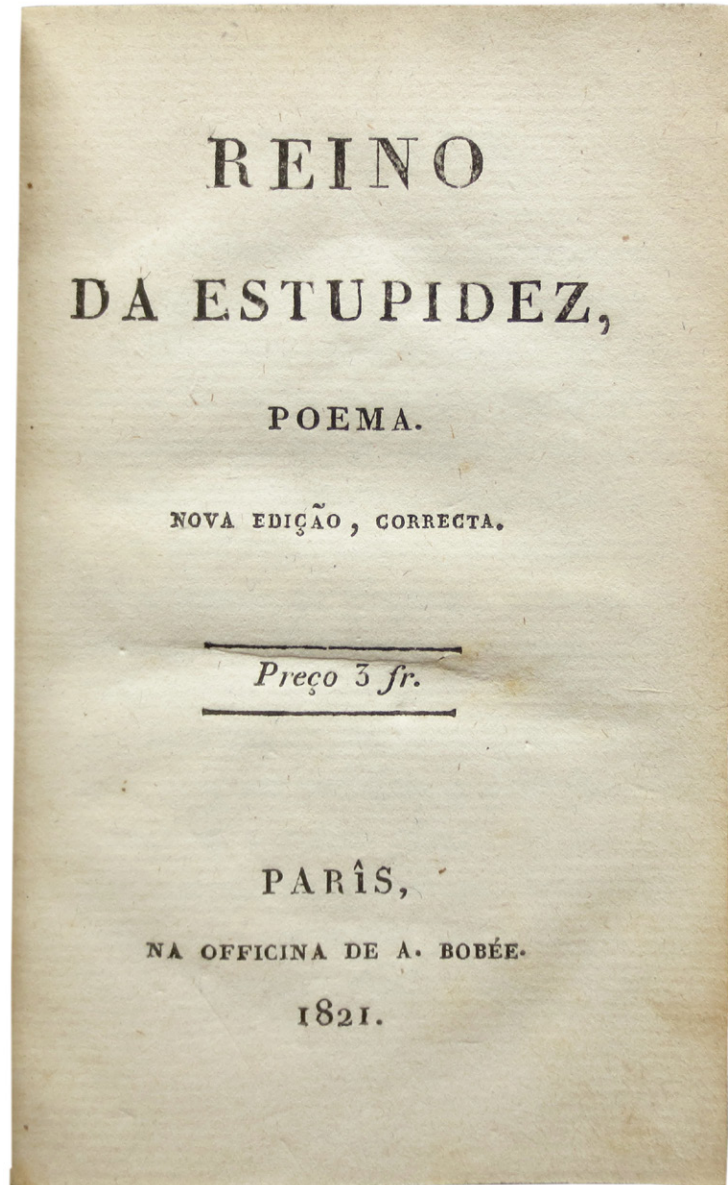 REINO
DA ESTUPIDEZ,
POEMA.
NOVA EDIÇÃO, CORRECTA.
Preço 3 fr.
PARÎS,
NA OFFICINA DE A. BOBÉE.
1821.